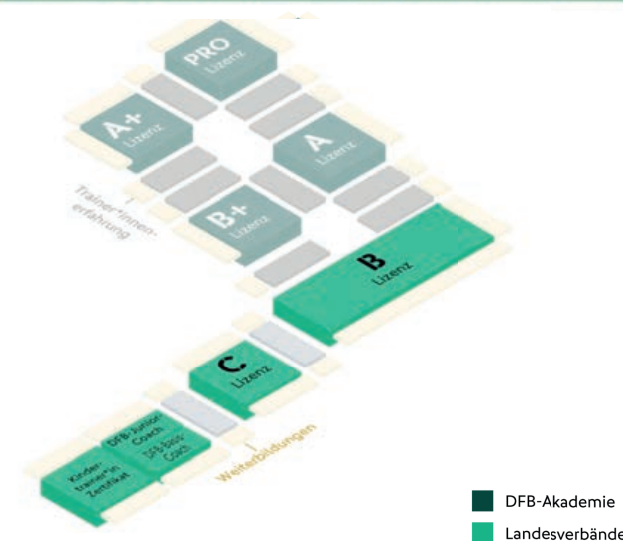 PRO
Lizenz
A+
Lizenz
A
Lizenz
Trainer*innen-
erfahrung
B+
Lizenz
B
Lizenz
C
Lizenz
DFB-Junior-
Coach
DFB-Basis-
Coach
Kinder-
trainer*in
Zertifikat
Weiterbildungen
DFB-Akademie
Landesverbände